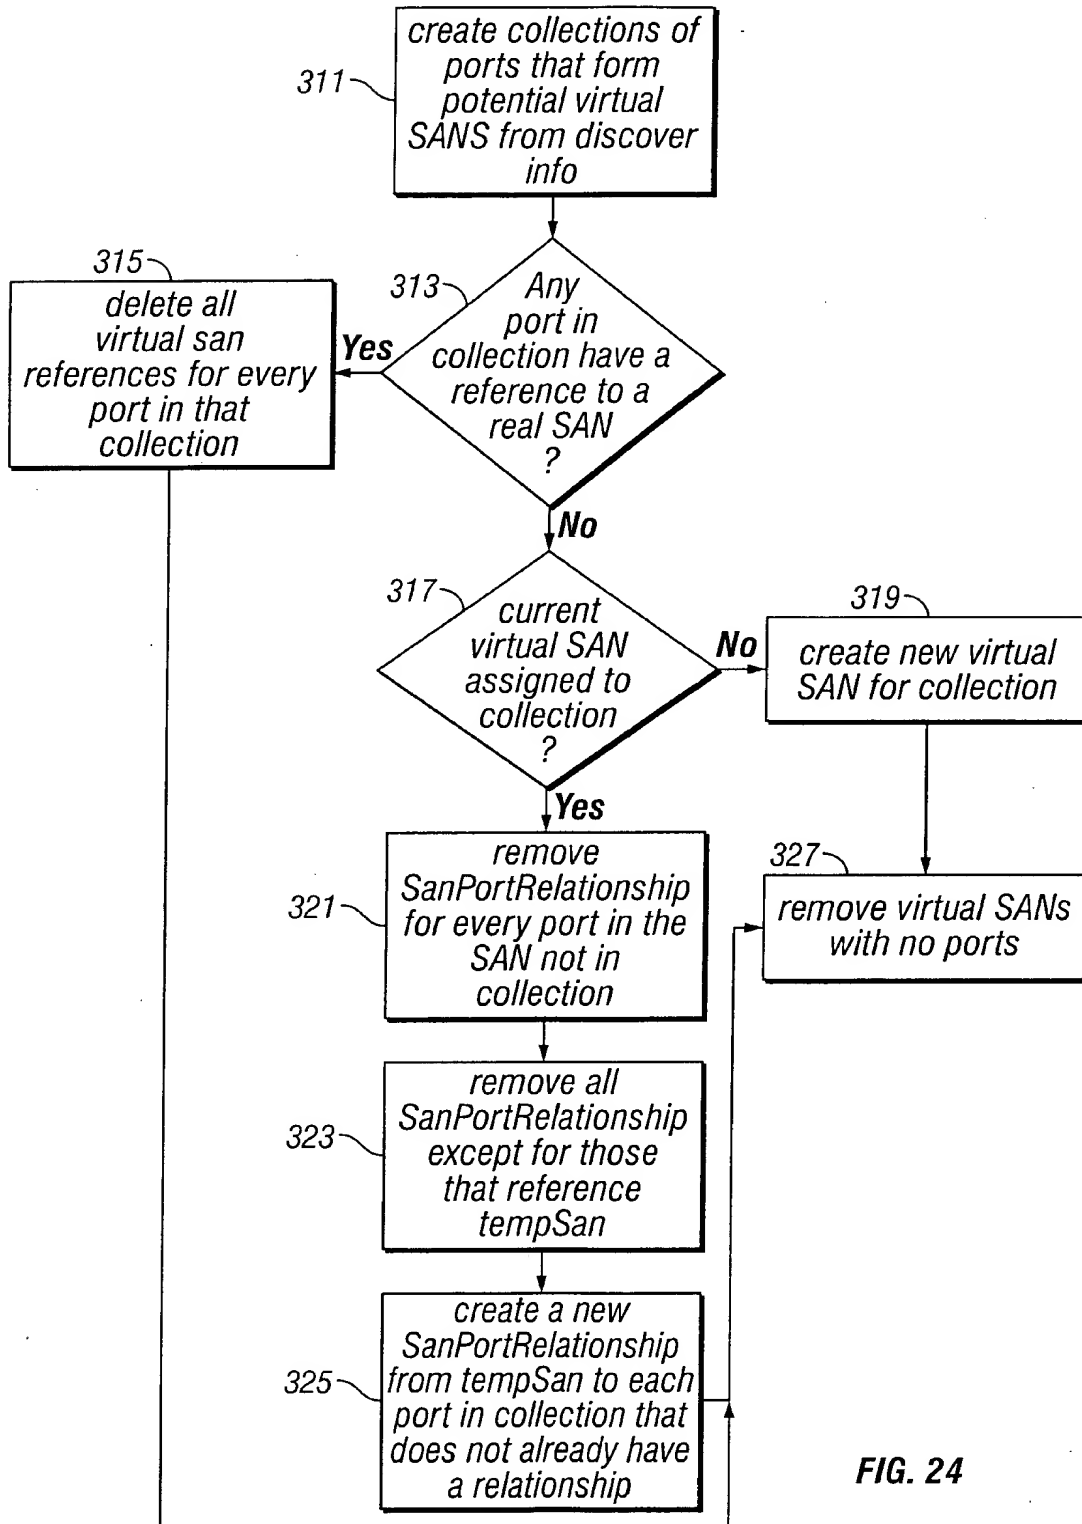 create collections of
ports that form
potential virtual
SANS from discover
info
311
313
Any
port in
collection have a
reference to a
real SAN
?
315
delete all
virtual san
references for every
port in that
collection
Yes
No
317
current
virtual SAN
assigned to
collection
?
No
319
create new virtual
SAN for collection
Yes
321
remove
SanPortRelationship
for every port in the
SAN not in
collection
327
remove virtual SANs
with no ports
323
remove all
SanPortRelationship
except for those
that reference
tempSan
325
create a new
SanPortRelationship
from tempSan to each
port in collection that
does not already have
a relationship
FIG. 24